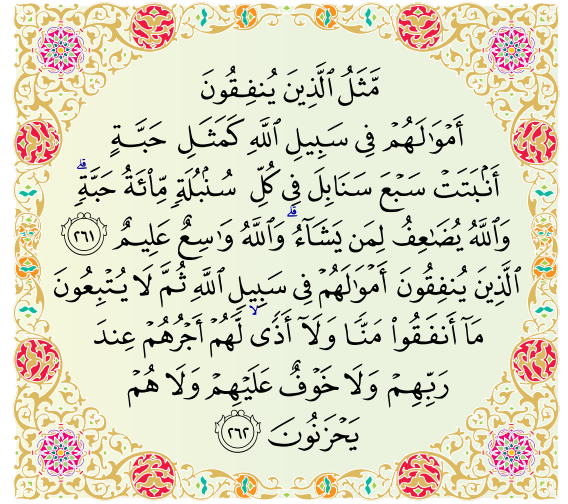 مَّثَلُ ٱلَّذِينَ يُنفِقُونَ
أَمْوَٰلَهُمْ فِى سَبِيلِ ٱللَّهِ كَمَثَلِ حَبَّةٍ
أَنۢبَتَتْ سَبْعَ سَنَابِلَ فِى كُلِّ سُنۢبُلَةٍ مِّا۟ئَةُ حَبَّةٍ ۗ
وَٱللَّهُ يُضَٰعِفُ لِمَن يَشَآءُ ۗ وَٱللَّهُ وَٰسِعٌ عَلِيمٌ ٢٦١
ٱلَّذِينَ يُنفِقُونَ أَمْوَٰلَهُمْ فِى سَبِيلِ ٱللَّهِ ثُمَّ لَا يُتْبِعُونَ
مَآ أَنفَقُوا۟ مَنًّا وَلَآ أَذًى ۙ لَّهُمْ أَجْرُهُمْ عِندَ
رَبِّهِمْ وَلَا خَوْفٌ عَلَيْهِمْ وَلَا هُمْ
يَحْزَنُونَ ٢٦٢